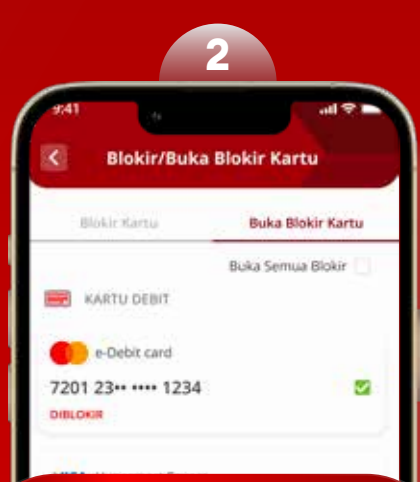 2
9:41
Blokir/Buka Blokir Kartu
Blokir Kartu
Buka Blokir Kartu
Buka Semua Blokir
KARTU DEBIT
e-Debit card
7201 23•• •••• 1234
DIBLOKIR